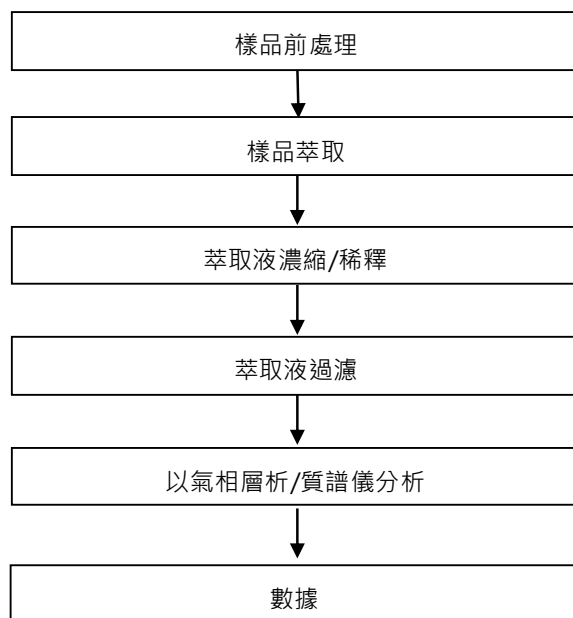 樣品前處理
樣品萃取
萃取液濃縮/稀釋
萃取液過濾
以氣相層析/質譜儀分析
數據